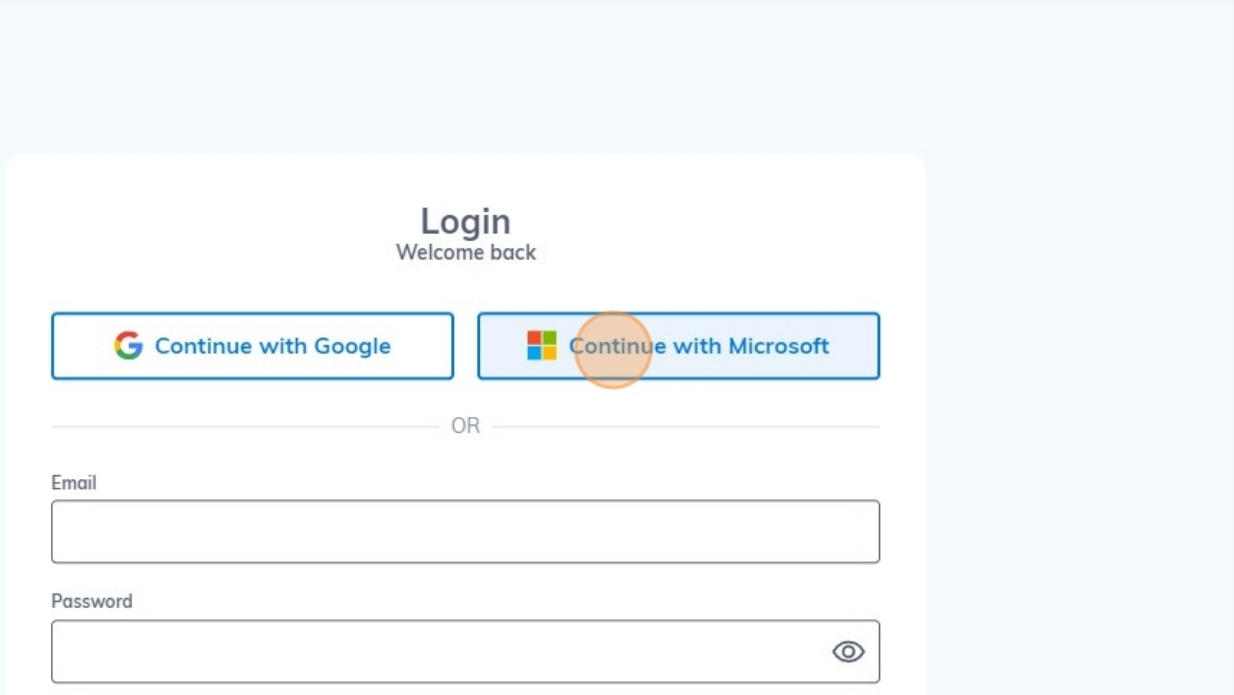 Login
Welcome back
Continue with Google
Continue with Microsoft
OR
Email
Password